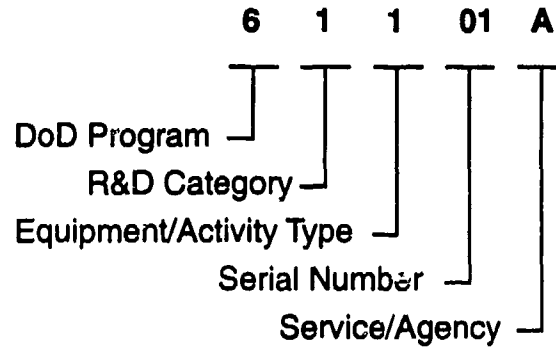 6 1 1 01 A
DoD Program
R&D Category
Equipment/Activity Type
Serial Number
Service/Agency